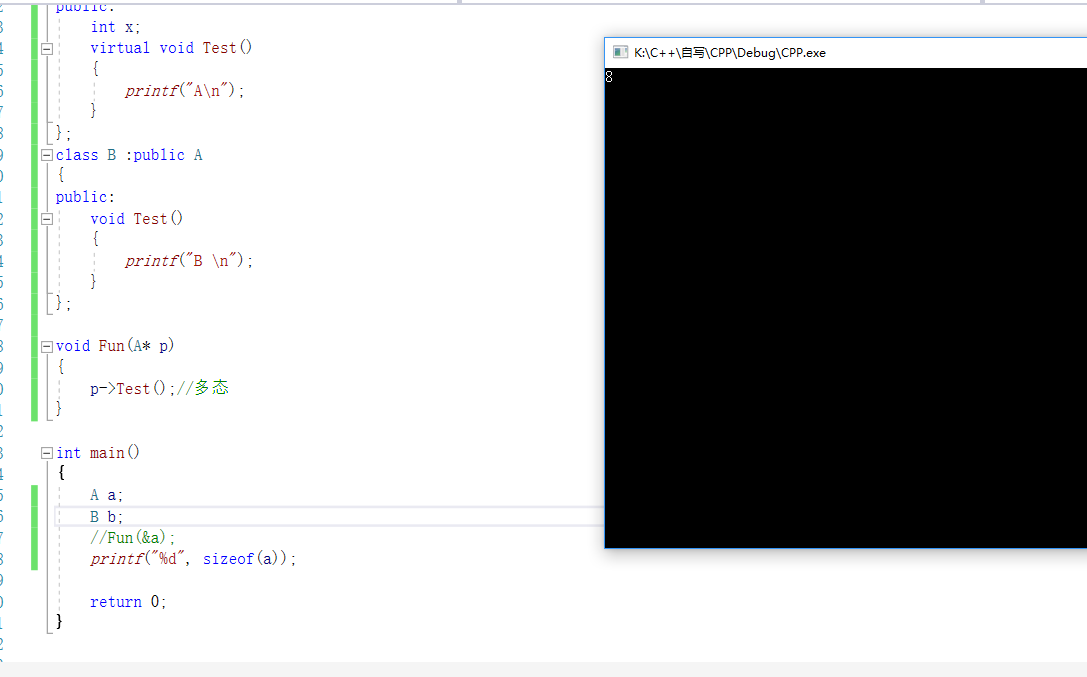 public:
int x;
virtual void Test()
{
printf("A\n");
}
};
class B :public A
{
public:
void Test()
{
printf("B \n");
}
};
void Fun(A* p)
{
p->Test();//多态
}
int main()
{
A a;
B b;
//Fun(&a);
printf("%d", sizeof(a));
return 0;
}
K:\C++\自写\CPP\Debug\CPP.exe
8